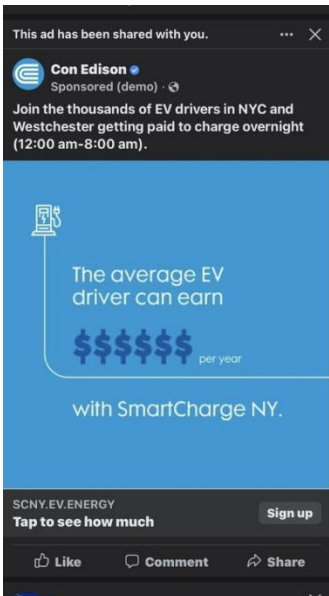 This ad has been shared with you.
Con Edison
Sponsored (demo) ·
Join the thousands of EV drivers in NYC and
Westchester getting paid to charge overnight
(12:00 am-8:00 am).
The average EV
driver can earn
$$$$$$ per year
with SmartCharge NY.
SCNY.EV.ENERGY
Tap to see how much
Sign up
Like Comment Share